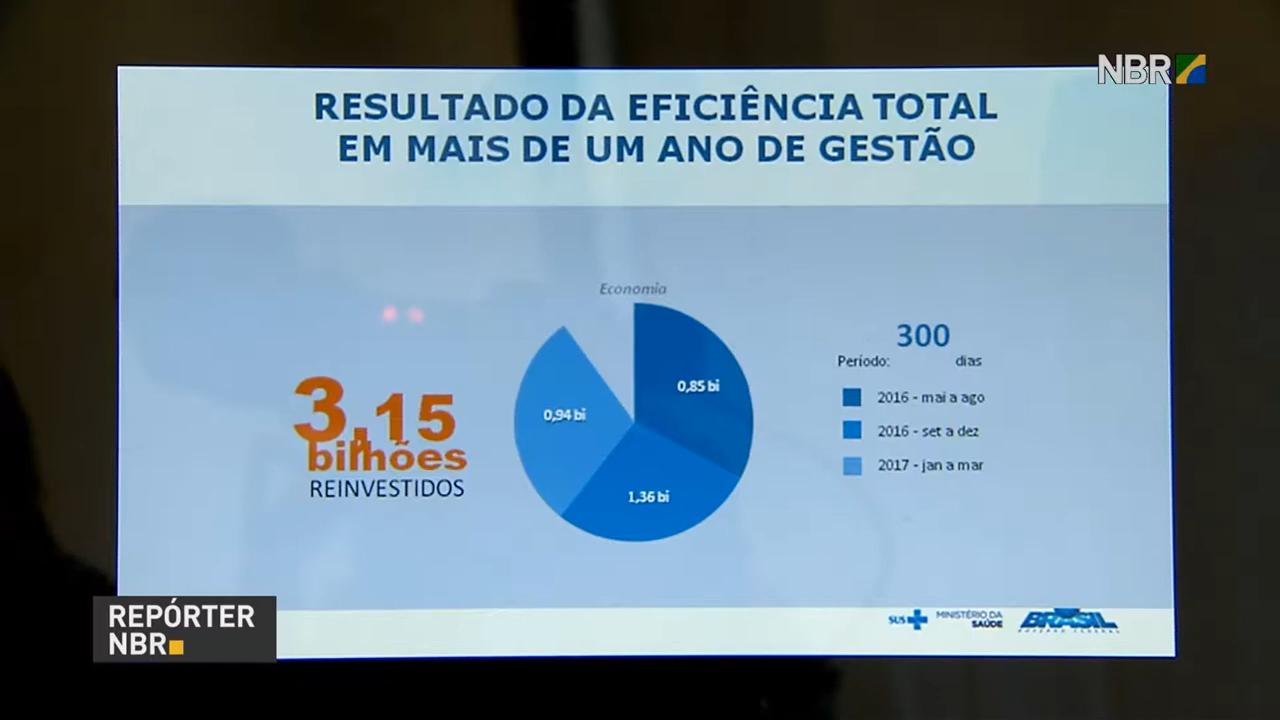 NBR
RESULTADO DA EFICIÊNCIA TOTAL
EM MAIS DE UM ANO DE GESTÃO
Economia
3,15
bilhões
REINVESTIDOS
0,85 bi
0,94 bi
1,36 bi
300
Período: dias
2016 - mai a ago
2016 - set a dez
2017 - jan a mar
SUS
MINISTÉRIO DA
SAÚDE
BRASIL
GOVERNO FEDERAL
REPÓRTER
NBR